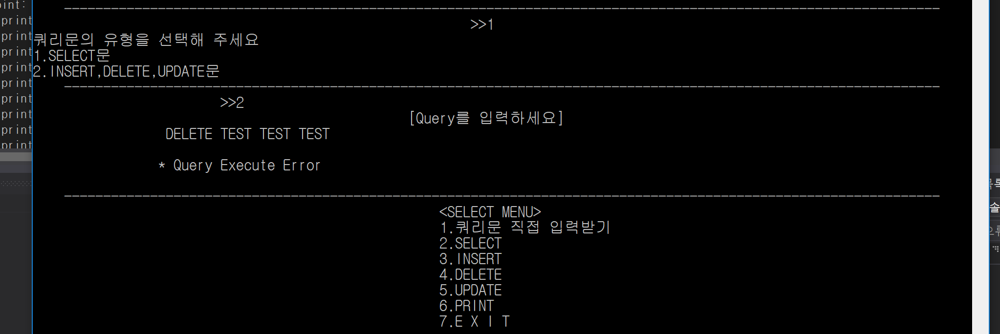 oint:
print
print
print
print
print
print
print
print
print
>>1
쿼리문의 유형을 선택해 주세요
1.SELECT문
2.INSERT,DELETE,UPDATE문
>>2
[Query를 입력하세요]
DELETE TEST TEST TEST
* Query Execute Error
<SELECT MENU>
1.쿼리문 직접 입력받기
2.SELECT
3.INSERT
4.DELETE
5.UPDATE
6.PRINT
7.E X I T
솔